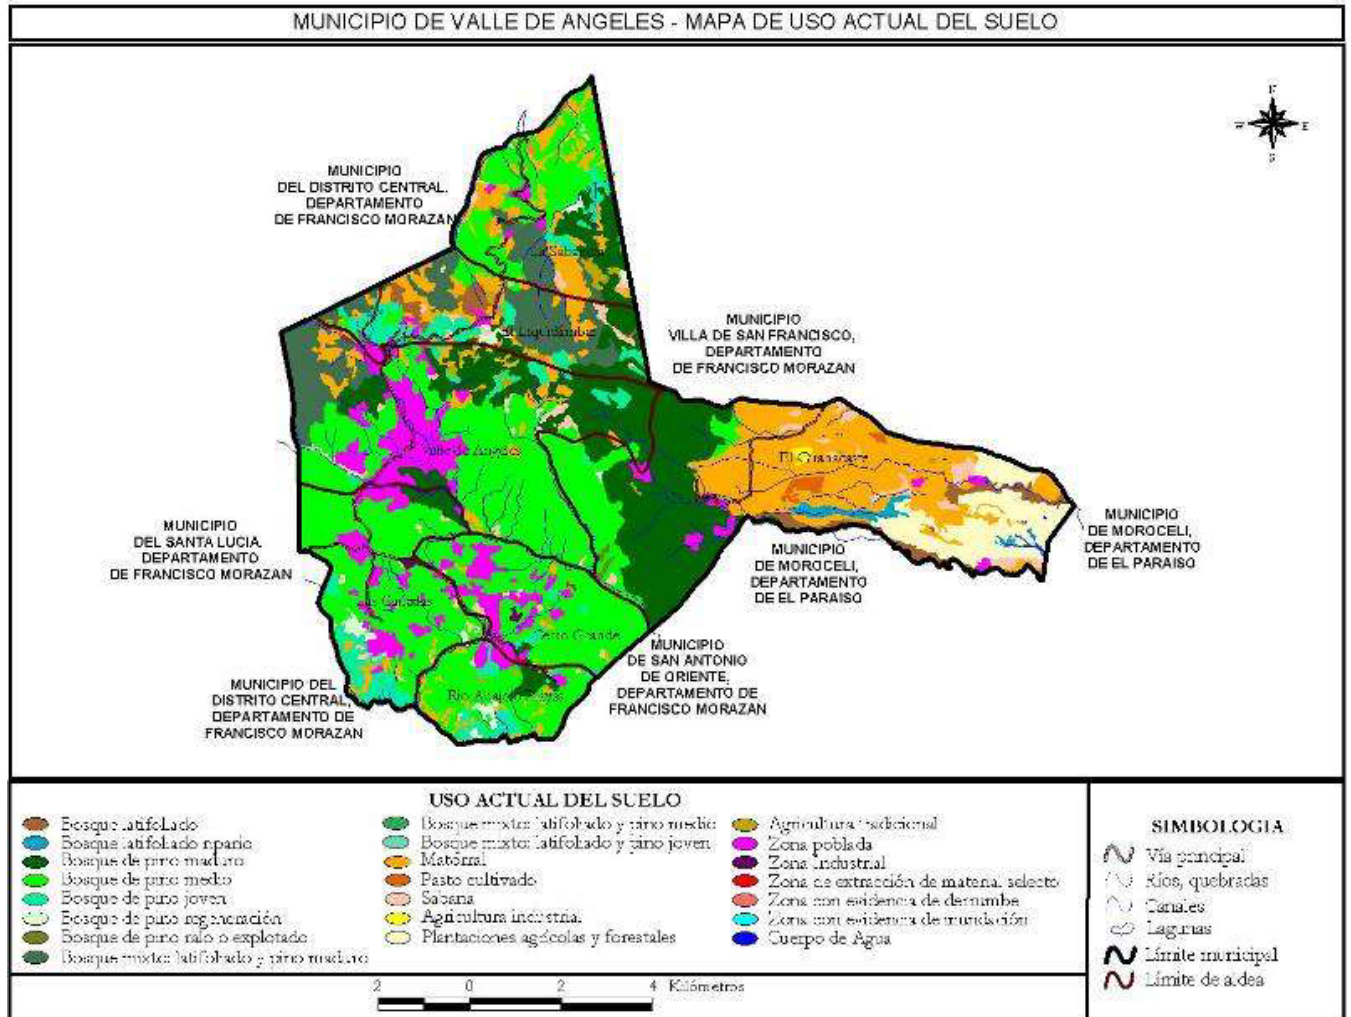 MUNICIPIO DE VALLE DE ANGELES - MAPA DE USO ACTUAL DEL SUELO
N
W
E
S
MUNICIPIO
DEL DISTRITO CENTRAL,
DEPARTAMENTO
DE FRANCISCO MORAZAN
La Sabaneta
El Liquidambar
MUNICIPIO
VILLA DE SAN FRANCISCO,
DEPARTAMENTO
DE FRANCISCO MORAZAN
Valle de Angeles
El Guanacaste
MUNICIPIO
DEL SANTA LUCIA,
DEPARTAMENTO
DE FRANCISCO MORAZAN
MUNICIPIO
DE MOROCELI,
DEPARTAMENTO
DE EL PARAISO
MUNICIPIO
DE MOROCELI,
DEPARTAMENTO
DE EL PARAISO
Las Cañadas
Cerro Grande
MUNICIPIO
DE SAN ANTONIO
DE ORIENTE,
DEPARTAMENTO DE
FRANCISCO MORAZAN
MUNICIPIO DEL
DISTRITO CENTRAL,
DEPARTAMENTO DE
FRANCISCO MORAZAN
Rio
USO ACTUAL DEL SUELO
Bosque latifoliado
Bosque latifoliado ripario
Bosque de pino maduro
Bosque de pino medio
Bosque de pino joven
Bosque de pino regeneración
Bosque de pino ralo o explotado
Bosque mixto: latifoliado y pino maduro
Bosque mixto: latifoliado y pino medio
Bosque mixto: latifoliado y pino joven
Matorral
Pasto cultivado
Sabana
Agricultura industrial
Plantaciones agrícolas y forestales
Agricultura tradicional
Zona poblada
Zona Industrial
Zona de extracción de material selecto
Zona con evidencia de derrumbe
Zona con evidencia de inundación
Cuerpo de Agua
2 0 2 4 Kilómetros
SIMBOLOGIA
Vía principal
Ríos, quebradas
Canales
Lagunas
Límite municipal
Límite de aldea